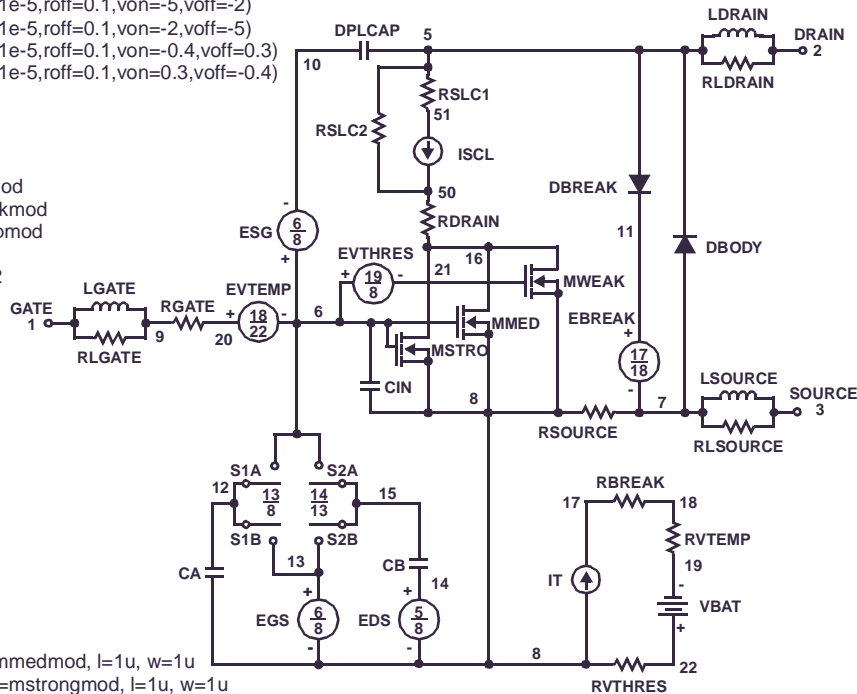 1e-5,roff=0.1,von=-5,voff=-2)
1e-5,roff=0.1,von=-2,voff=-5)
1e-5,roff=0.1,von=-0.4,voff=0.3)
1e-5,roff=0.1,von=0.3,voff=-0.4)
od
kmod
omod
2
mmedmod, l=1u, w=1u
=mstrongmod, l=1u, w=1u
LDRAIN
DPLCAP
5
DRAIN
2
10
RLDRAIN
RSLC1
51
RSLC2
ISCL
50
DBREAK
RDRAIN
-
ESG
6
8
+
11
DBODY
EVTHRES
16
21
+
19
8
-
MWEAK
LGATE
EVTEMP
GATE
1
RGATE
+
18
22
-
6
MMED
EBREAK
+
9
20
MSTRO
RLGATE
17
18
-
LSOURCE
CIN
8
7
SOURCE
3
RSOURCE
RLSOURCE
S1A
S2A
12
13
8
14
13
15
RBREAK
17
18
S1B
S2B
RVTEMP
13
CB
19
CA
14
IT
-
+
+
VBAT
EGS
6
8
EDS
5
8
+
-
-
8
22
RVTHRES